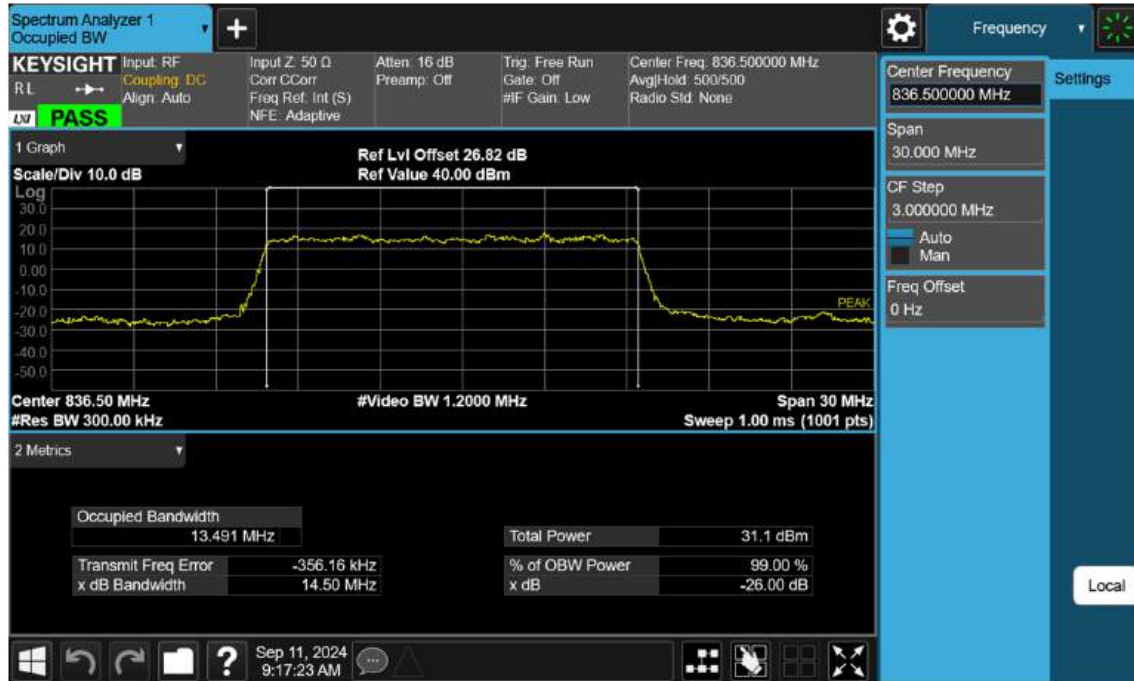 Spectrum Analyzer 1
Occupied BW
+
Frequency
KEYSIGHT
RL
LXI PASS
Input: RF
Coupling: DC
Align: Auto
Input Z: 50 Ω
Corr CCorr
Freq Ref: Int (S)
NFE: Adaptive
Atten: 16 dB
Preamp: Off
Trig: Free Run
Gate: Off
#IF Gain: Low
Center Freq: 836.500000 MHz
Avg|Hold: 500/500
Radio Std: None
Center Frequency
836.500000 MHz
Settings
Span
30.000 MHz
CF Step
3.000000 MHz
Auto
Man
Freq Offset
0 Hz
Local
1 Graph
Scale/Div 10.0 dB
Ref Lvl Offset 26.82 dB
Ref Value 40.00 dBm
Log
30.0
20.0
10.0
0.00
-10.0
-20.0
-30.0
-40.0
-50.0
PEAK
Center 836.50 MHz
#Video BW 1.2000 MHz
Span 30 MHz
#Res BW 300.00 kHz
Sweep 1.00 ms (1001 pts)
2 Metrics
Occupied Bandwidth
13.491 MHz
Total Power 31.1 dBm
Transmit Freq Error -356.16 kHz
% of OBW Power 99.00 %
x dB Bandwidth 14.50 MHz
x dB -26.00 dB
?
Sep 11, 2024
9:17:23 AM